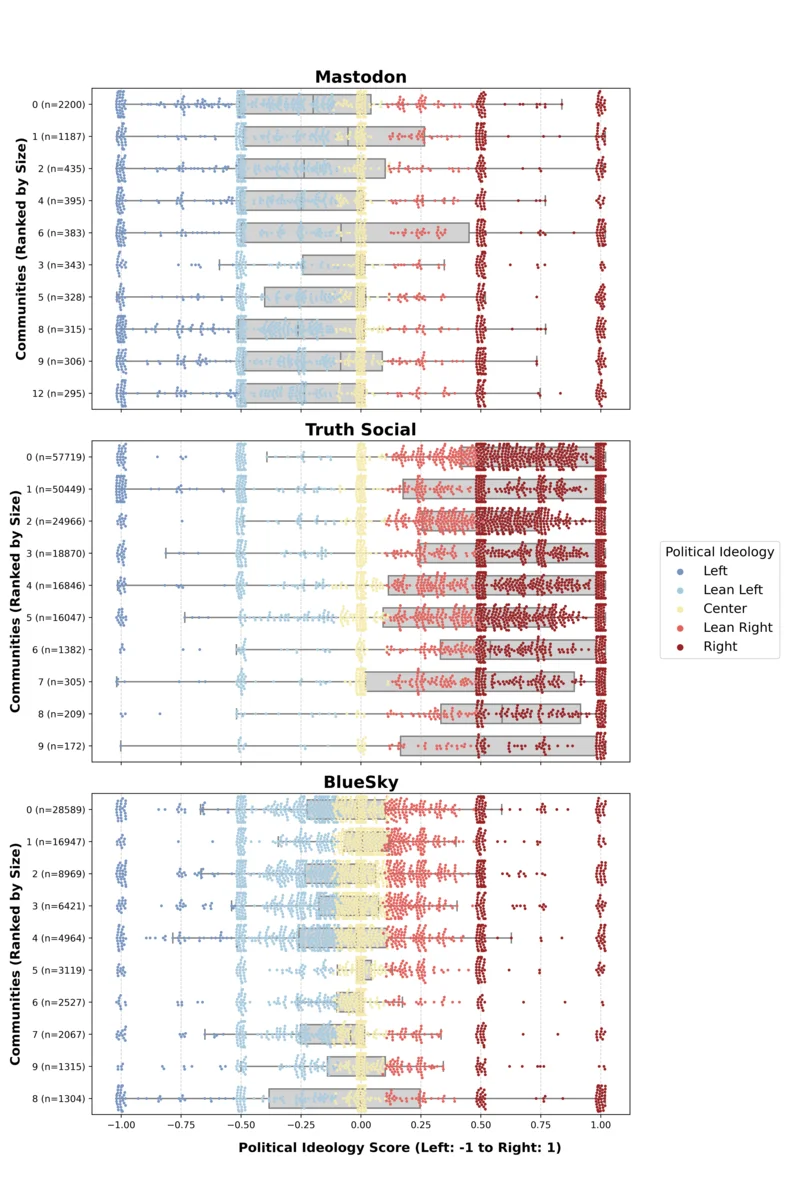 Mastodon
Communities (Ranked by Size)
0 (n=2200)
1 (n=1187)
2 (n=435)
4 (n=395)
6 (n=383)
3 (n=343)
5 (n=328)
8 (n=315)
9 (n=306)
12 (n=295)
Truth Social
Communities (Ranked by Size)
0 (n=57719)
1 (n=50449)
2 (n=24966)
3 (n=18870)
4 (n=16846)
5 (n=16047)
6 (n=1382)
7 (n=305)
8 (n=209)
9 (n=172)
Political Ideology
Left
Lean Left
Center
Lean Right
Right
BlueSky
Communities (Ranked by Size)
0 (n=28589)
1 (n=16947)
2 (n=8969)
3 (n=6421)
4 (n=4964)
5 (n=3119)
6 (n=2527)
7 (n=2067)
9 (n=1315)
8 (n=1304)
−1.00 −0.75 −0.50 −0.25 0.00 0.25 0.50 0.75 1.00
Political Ideology Score (Left: -1 to Right: 1)